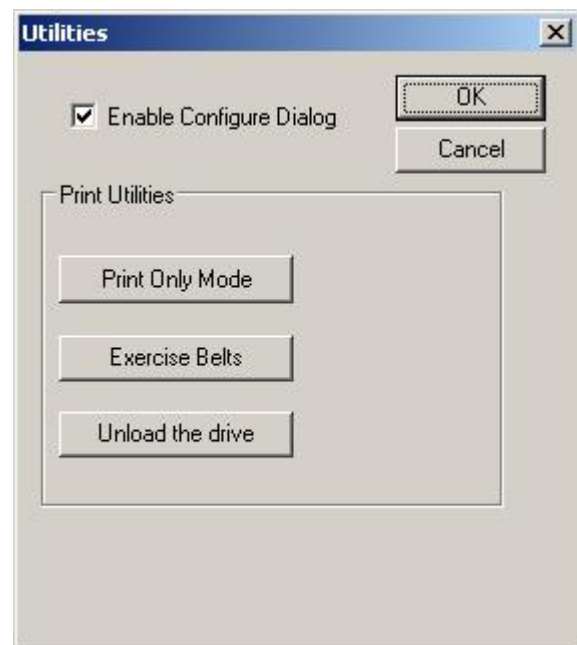 Utilities
Enable Configure Dialog
OK
Cancel
Print Utilities
Print Only Mode
Exercise Belts
Unload the drive